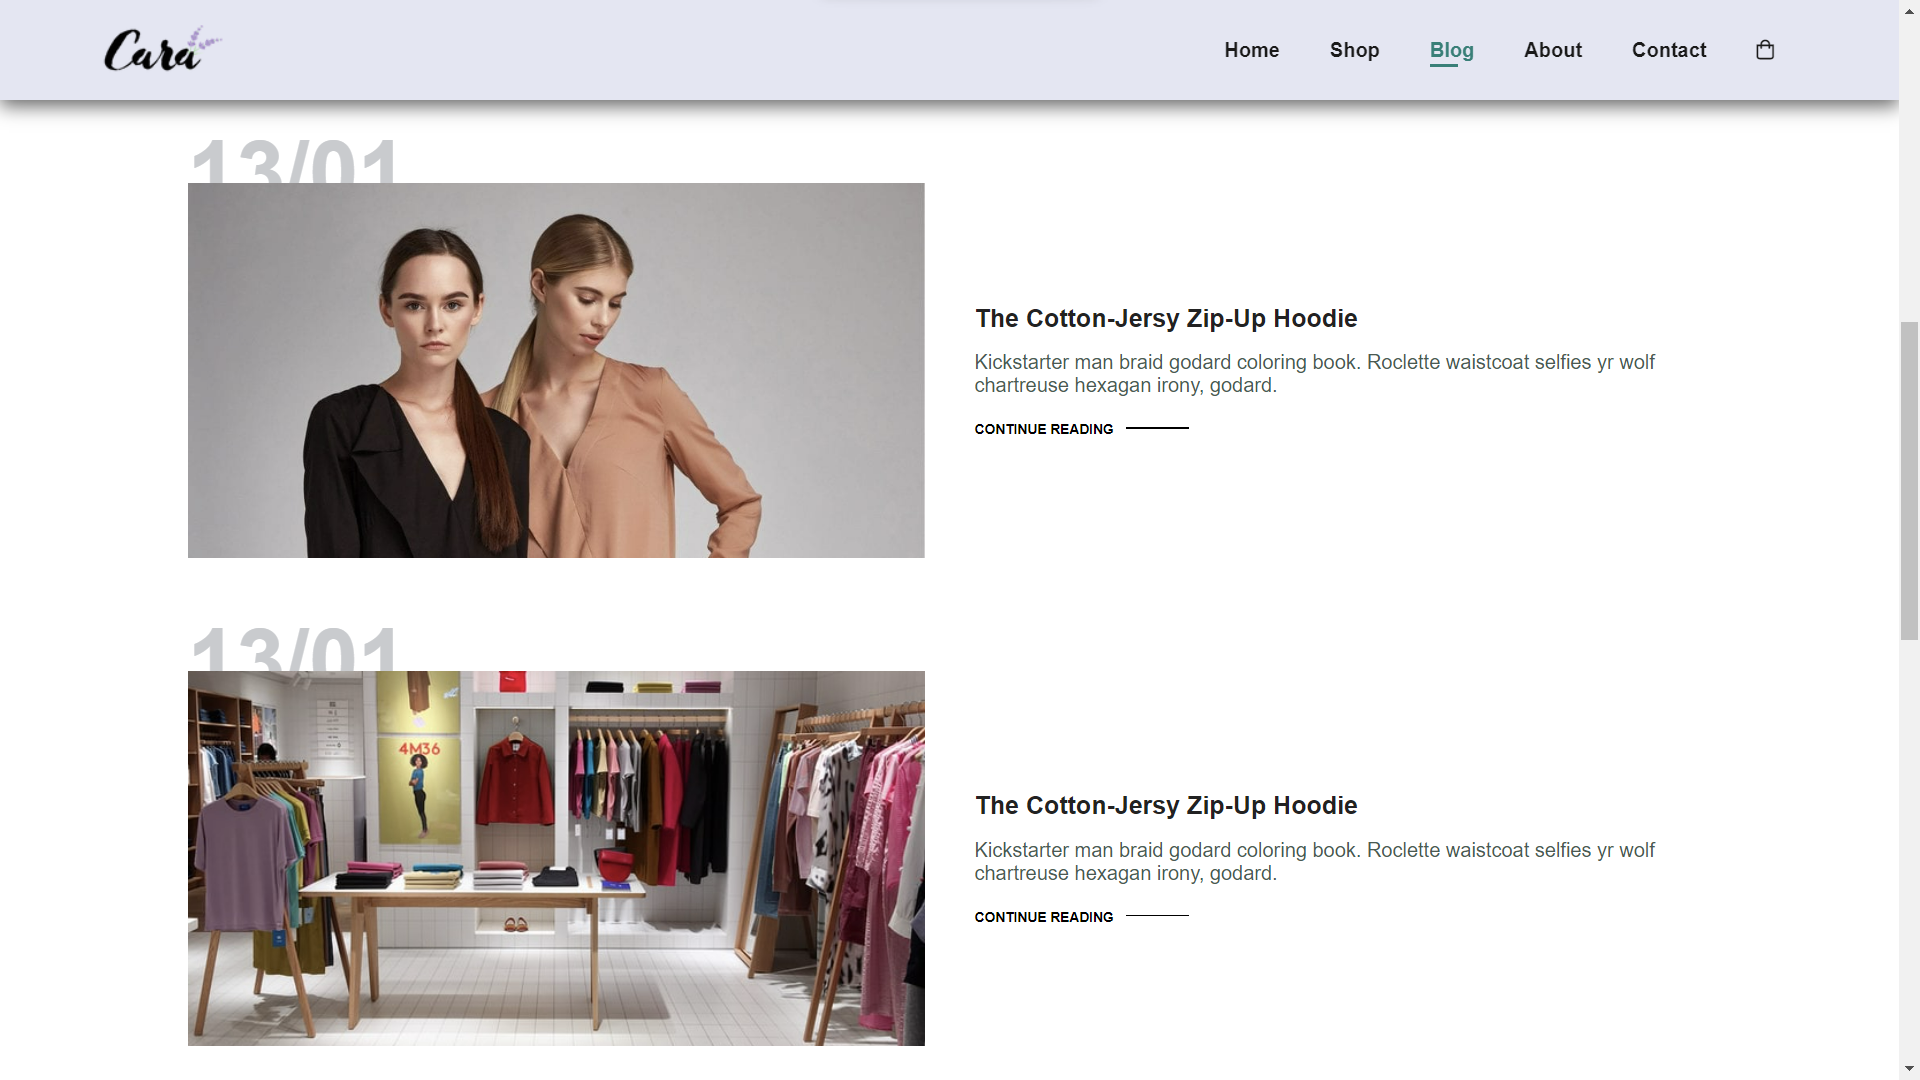 Cara
Home Shop Blog About Contact
13/01
The Cotton-Jersy Zip-Up Hoodie
Kickstarter man braid godard coloring book. Roclette waistcoat selfies yr wolf
chartreuse hexagan irony, godard.
CONTINUE READING
13/01
4M36
The Cotton-Jersy Zip-Up Hoodie
Kickstarter man braid godard coloring book. Roclette waistcoat selfies yr wolf
chartreuse hexagan irony, godard.
CONTINUE READING